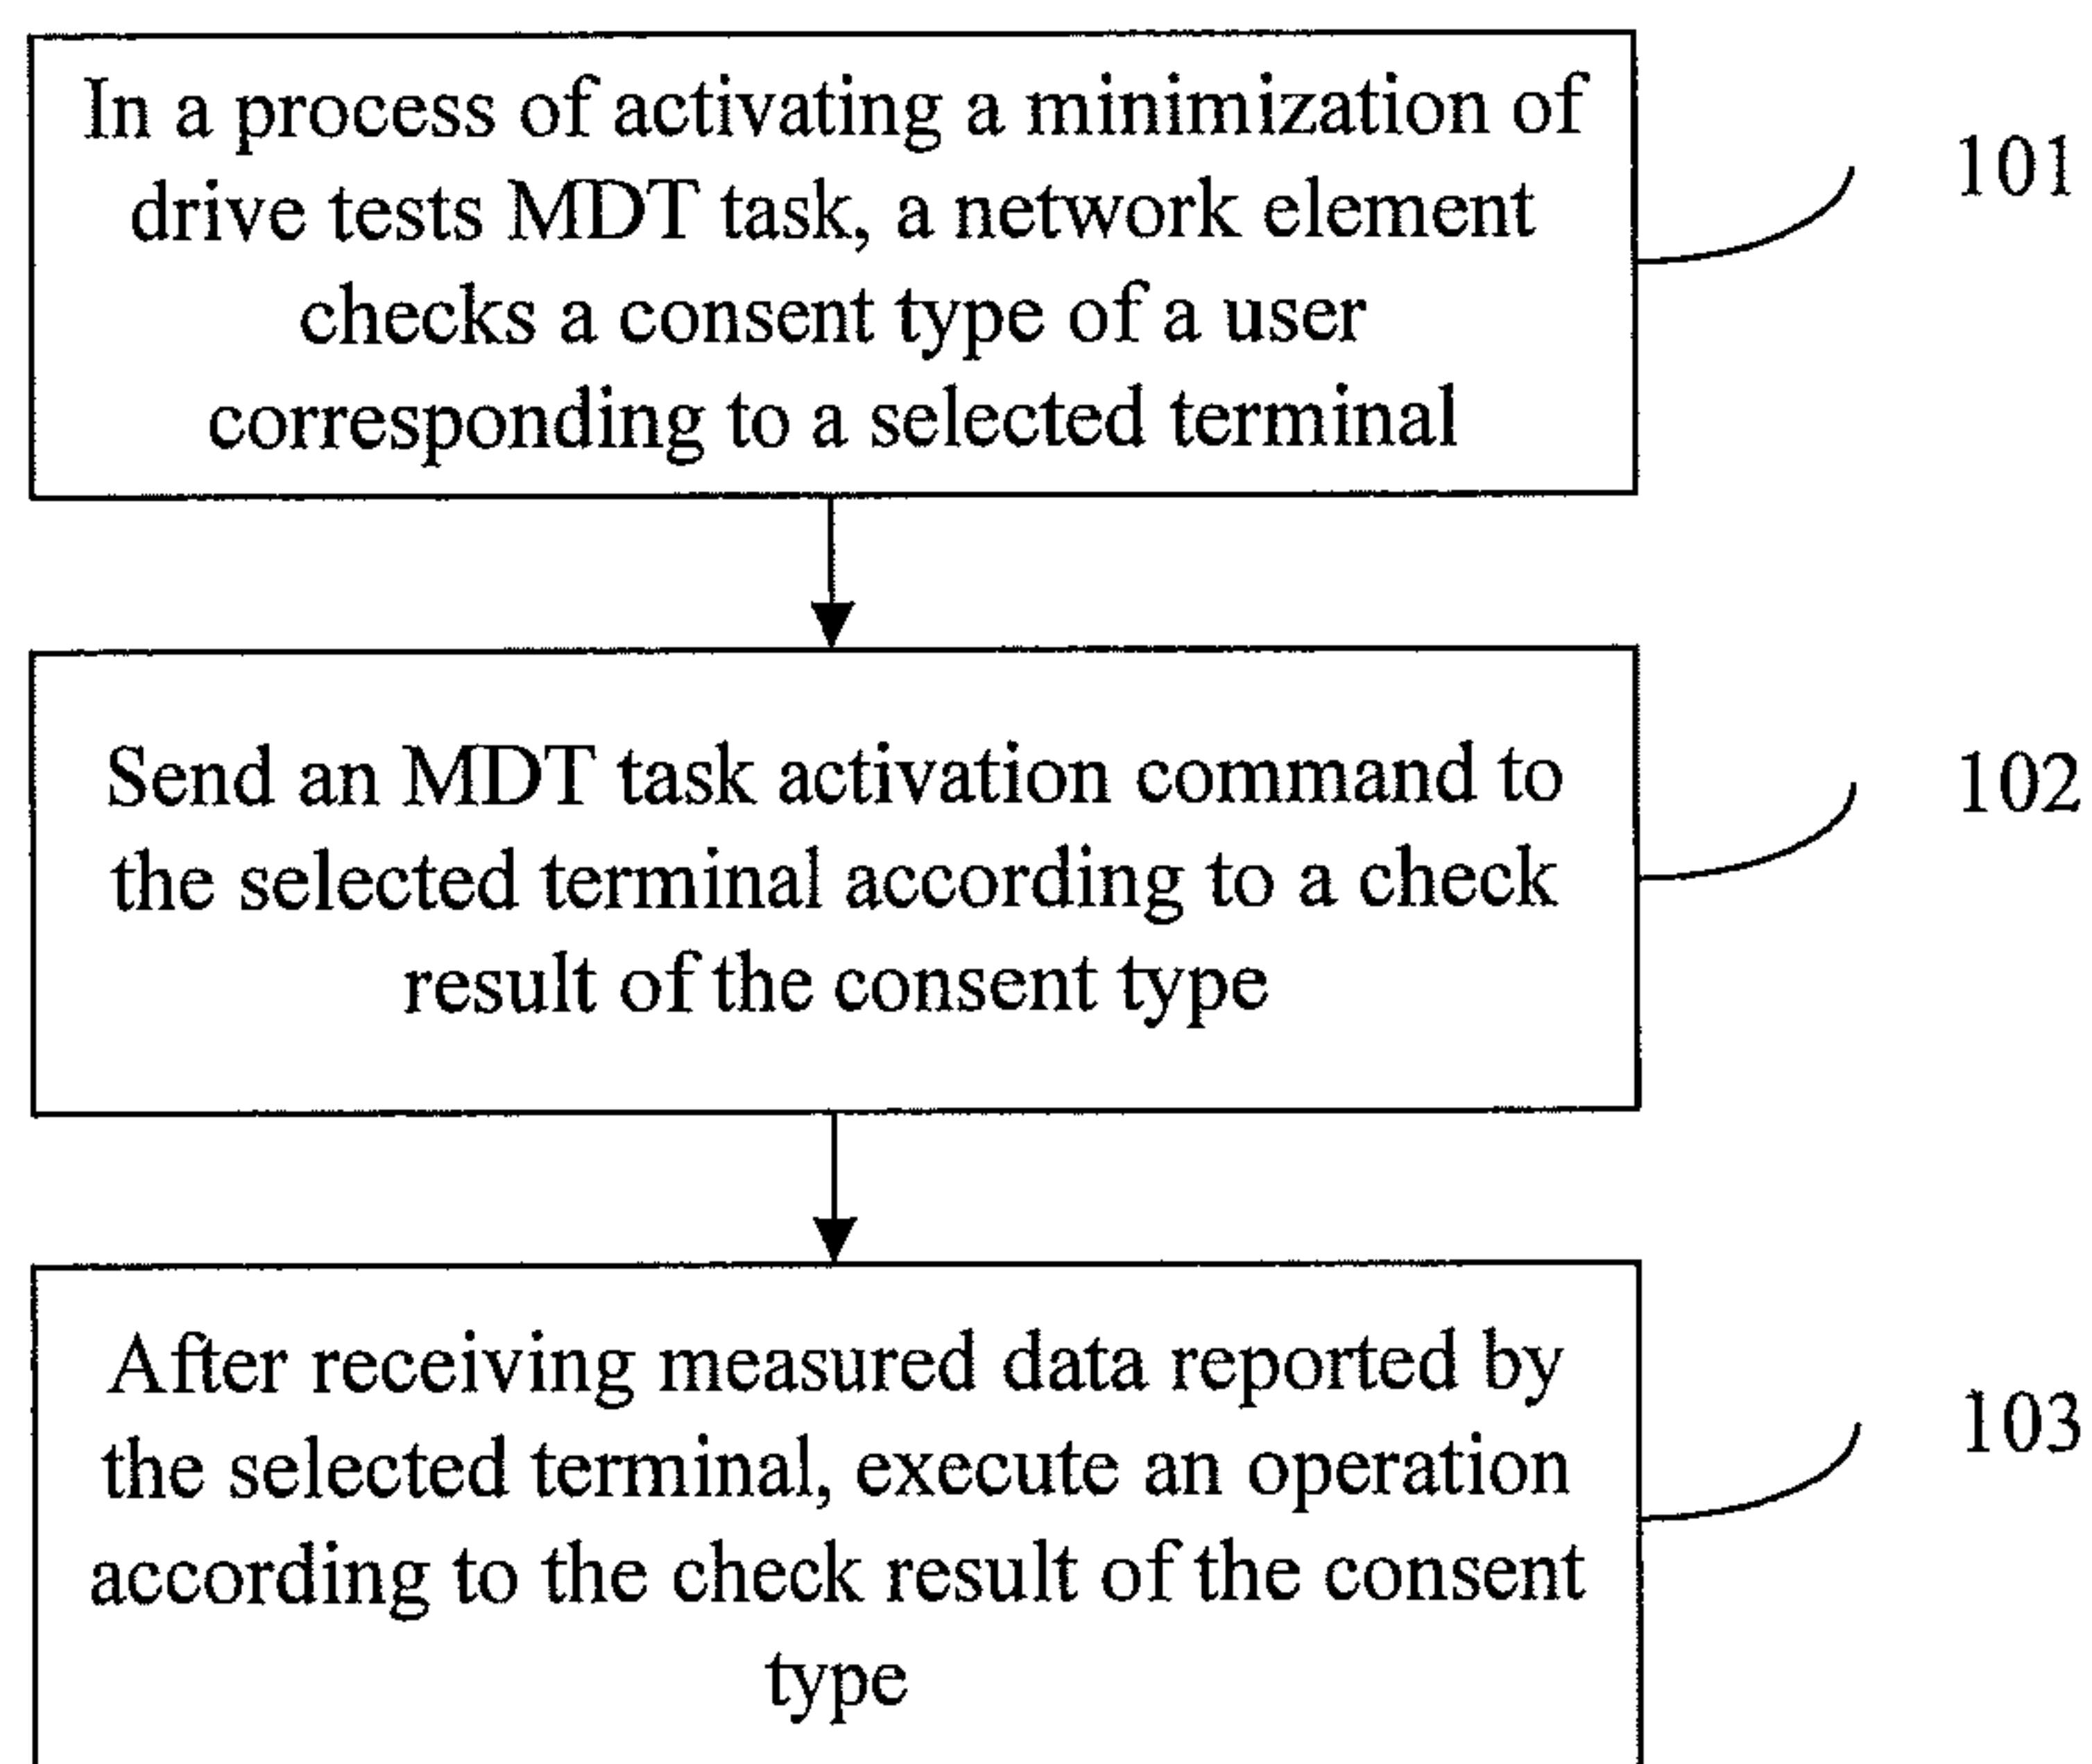 In a process of activating a minimization of
drive tests MDT task, a network element
checks a consent type of a user
corresponding to a selected terminal
101
Send an MDT task activation command to
the selected terminal according to a check
result of the consent type
102
After receiving measured data reported by
the selected terminal, execute an operation
according to the check result of the consent
type
103